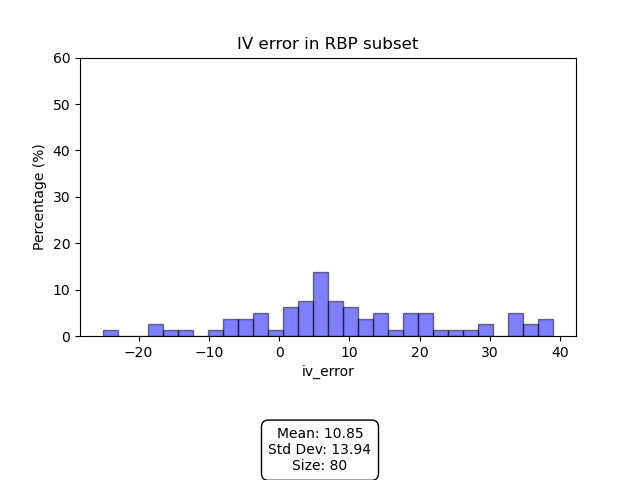 IV error in RBP subset
60
50
40
30
20
10
0
Percentage (%)
−20
−10
0
10
20
30
40
iv_error
Mean: 10.85
Std Dev: 13.94
Size: 80